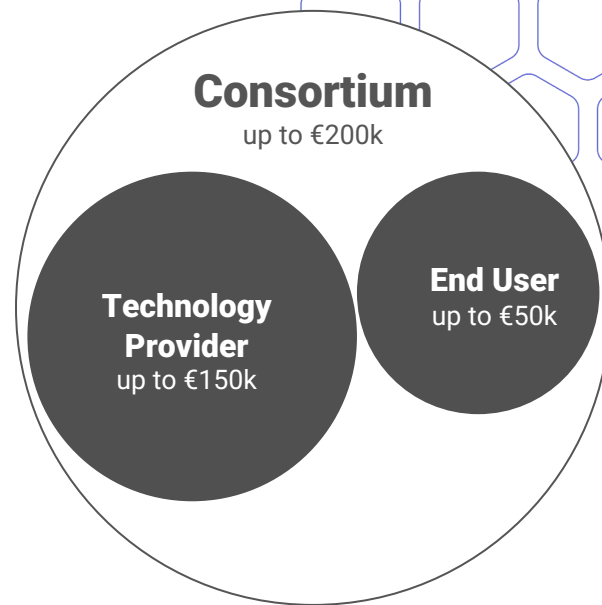 Consortium
up to €200k
Technology
Provider
up to €150k
End User
up to €50k